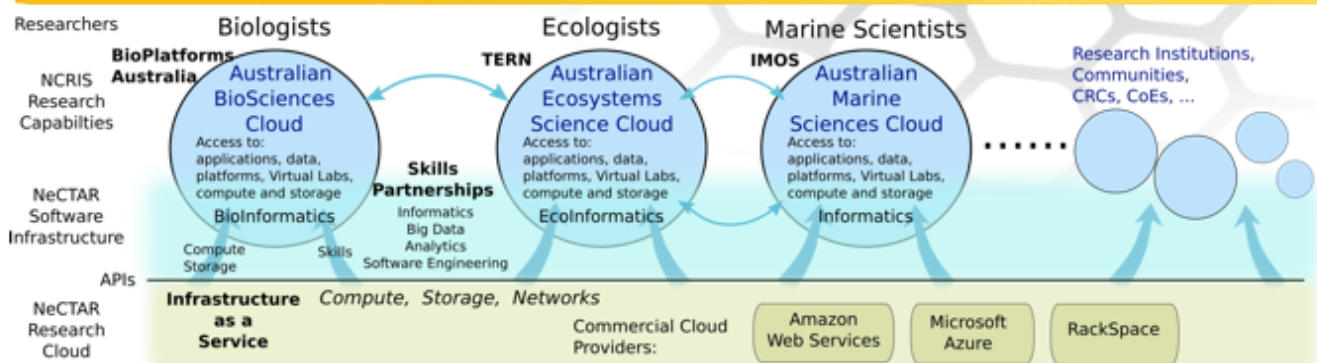 Researchers
Biologists
Ecologists
Marine Scientists
BioPlatforms
Australia
TERN
IMOS
NCRIS
Research
Capabilties
Australian
BioSciences
Cloud
Access to:
applications, data,
platforms, Virtual Labs,
compute and storage
BioInformatics
Australian
Ecosystems
Science Cloud
Access to:
applications, data,
platforms, Virtual Labs,
compute and storage
EcoInformatics
Australian
Marine
Sciences Cloud
Access to:
applications, data,
platforms, Virtual Labs,
compute and storage
Informatics
......
Research Institutions,
Communities,
CRCs, CoEs, ...
NeCTAR
Software
Infrastructure
Skills
Partnerships
Informatics
Big Data
Analytics
Software Engineering
Compute
Storage
Skills
APIs
NeCTAR
Research
Cloud
Infrastructure
as a
Service
Compute, Storage, Networks
Commercial Cloud
Providers:
Amazon
Web Services
Microsoft
Azure
RackSpace